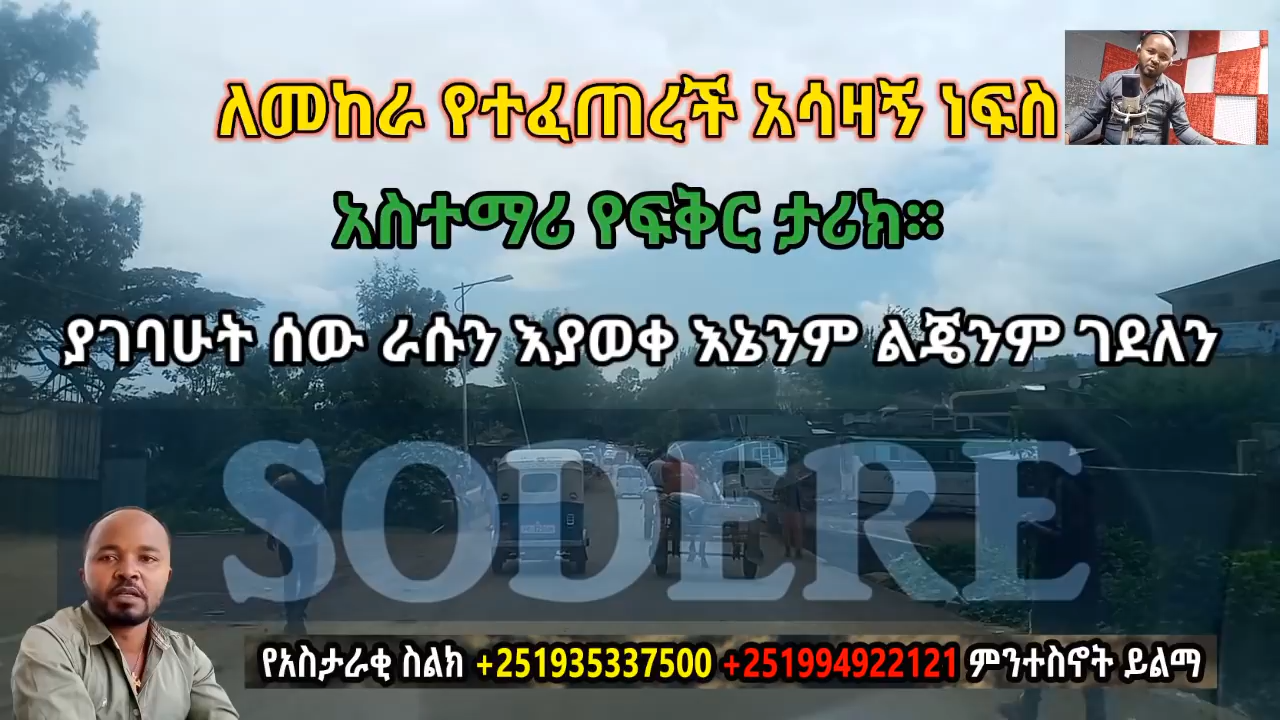 ለመከራ የተፈጠረች አሳዛኝ ነፍስ
አስተማሪ የፍቅር ታሪክ።
ያገባሁት ሰው ራሱን እያወቀ እኔንም ልጄንም ገደለን
SODERE
የአስታራቂ ስልክ +251935337500 +251994922121 ምንተስኖት ይልማ